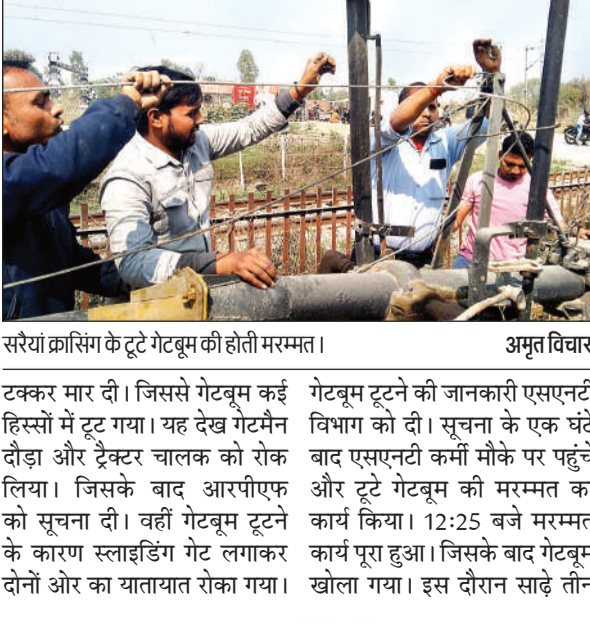 सरैयां क्रासिंग के टूटे गेटबूम की होती मरम्मत।
अमृत विचार
टक्कर मार दी। जिससे गेटबूम कई
हिस्सों में टूट गया। यह देख गेटमैन
दौड़ा और ट्रैक्टर चालक को रोक
लिया। जिसके बाद आरपीएफ
को सूचना दी। वहीं गेटबूम टूटने
के कारण स्लाइडिंग गेट लगाकर
दोनों ओर का यातायात रोका गया।
गेटबूम टूटने की जानकारी एसएनटी
विभाग को दी। सूचना के एक घंटे
बाद एसएनटी कर्मी मौके पर पहुंचे
और टूटे गेटबूम की मरम्मत का
कार्य किया। 12:25 बजे मरम्मत
कार्य पूरा हुआ। जिसके बाद गेटबूम
खोला गया। इस दौरान साढ़े तीन